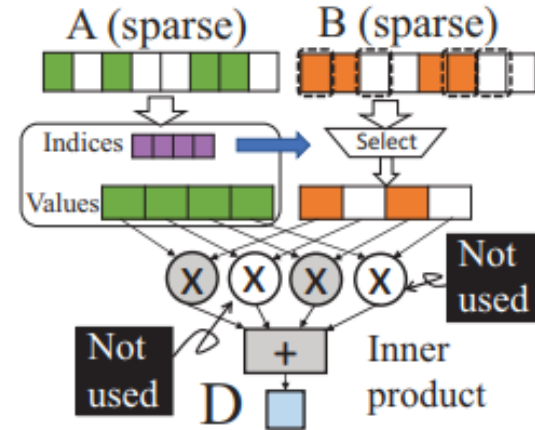 A (sparse)
B (sparse)
Indices
Select
Values
X X X X
Not
used
Not
used
+
Inner
product
D